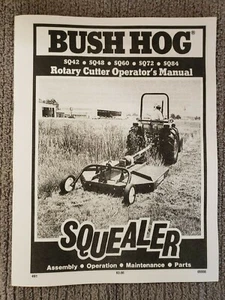 BUSH HOG®
SQ42 • SQ48 • SQ60 • SQ72 • SQ84
Rotary Cutter Operator's Manual
SQUEALER
Assembly • Operation • Maintenance • Parts